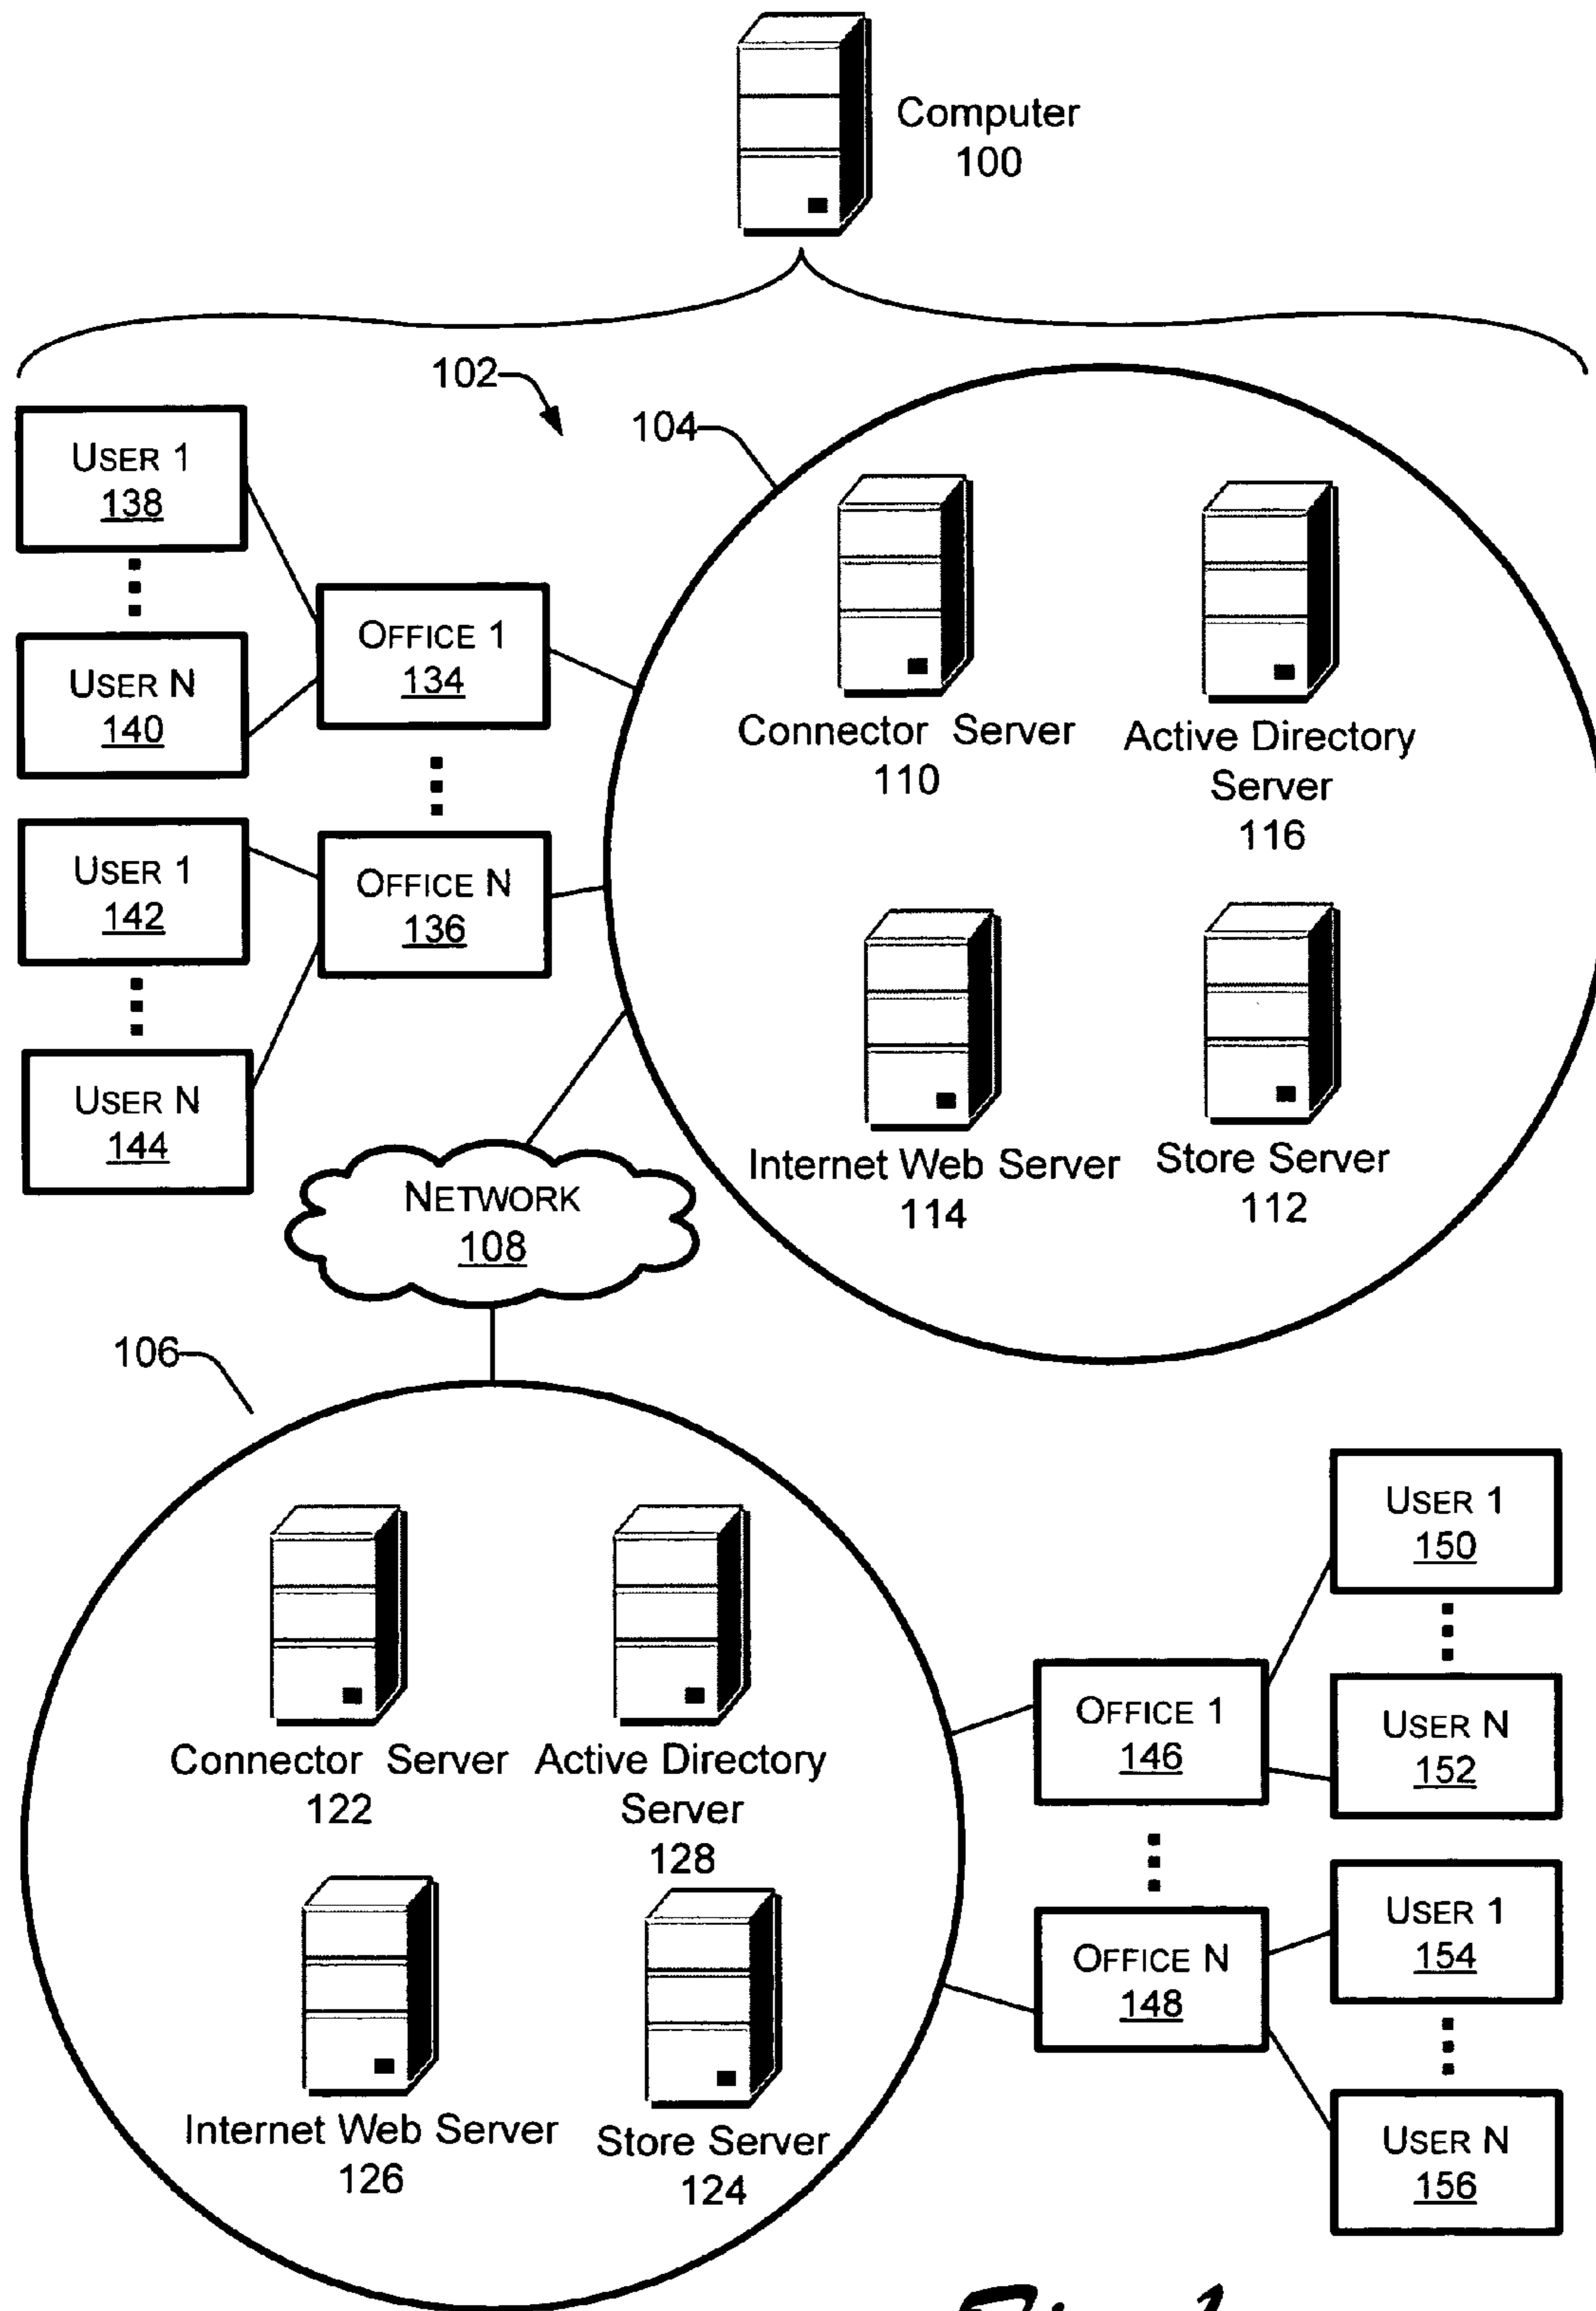 Computer
100
102
104
USER 1
138
USER N
140
OFFICE 1
134
USER 1
142
OFFICE N
136
USER N
144
Connector Server
110
Active Directory
Server
116
Internet Web Server
114
Store Server
112
NETWORK
108
106
Connector Server
122
Active Directory
Server
128
Internet Web Server
126
Store Server
124
OFFICE 1
146
OFFICE N
148
USER 1
150
USER N
152
USER 1
154
USER N
156